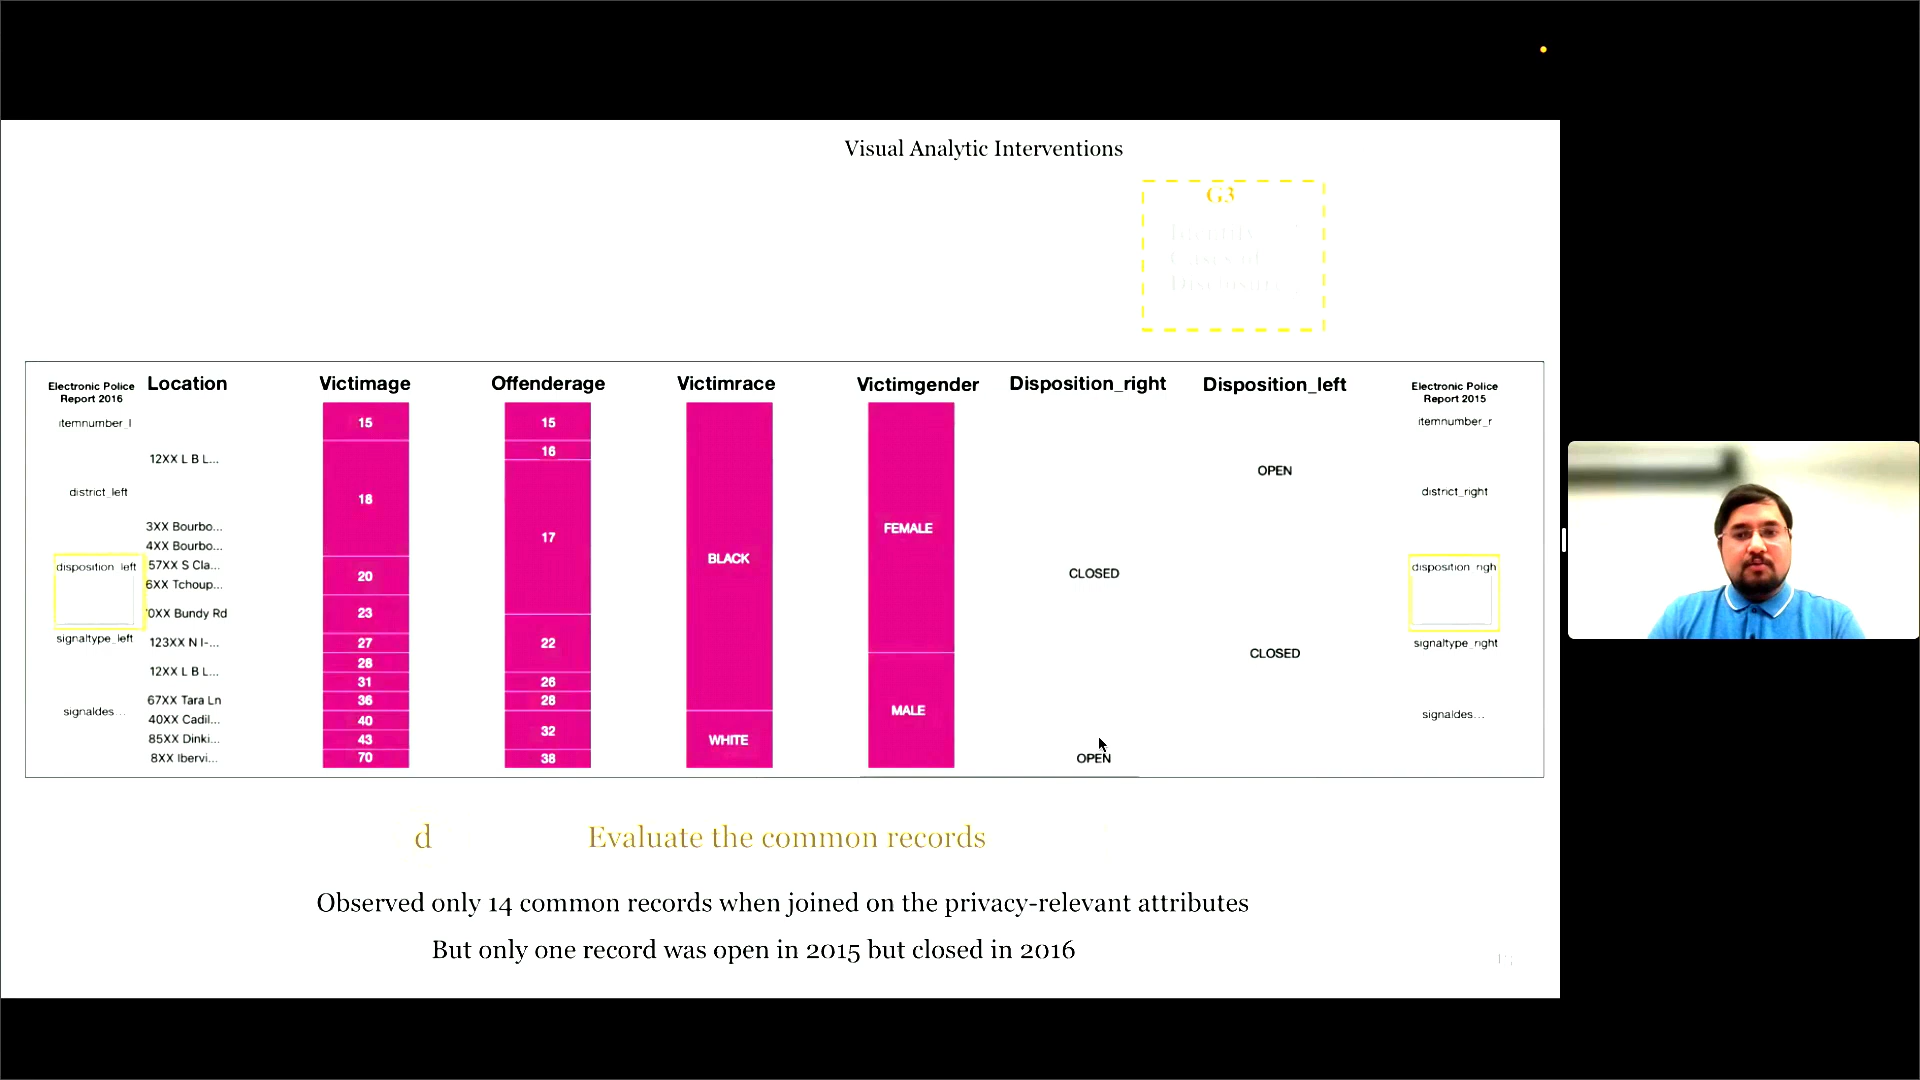 Visual Analytic Interventions
G3
Identify
Cases of
Disclosure
Electronic Police
Report 2016
Location
Victimage
Offenderage
Victimrace
Victimgender
Disposition_right
Disposition_left
Electronic Police
Report 2015
itemnumber_l
district_left
disposition_left
signaltype_left
signaldes...
12XX L B L...
3XX Bourbo...
4XX Bourbo...
57XX S Cla...
6XX Tchoup...
'0XX Bundy Rd
123XX N I-...
12XX L B L...
67XX Tara Ln
40XX Cadil...
85XX Dinki...
8XX Ibervi...
15
18
20
23
27
28
31
36
40
43
70
15
16
17
22
26
28
32
38
BLACK
WHITE
FEMALE
MALE
CLOSED
OPEN
OPEN
CLOSED
itemnumber_r
district_right
disposition_righ
signaltype_right
signaldes...
d
Evaluate the common records
Observed only 14 common records when joined on the privacy-relevant attributes
But only one record was open in 2015 but closed in 2016